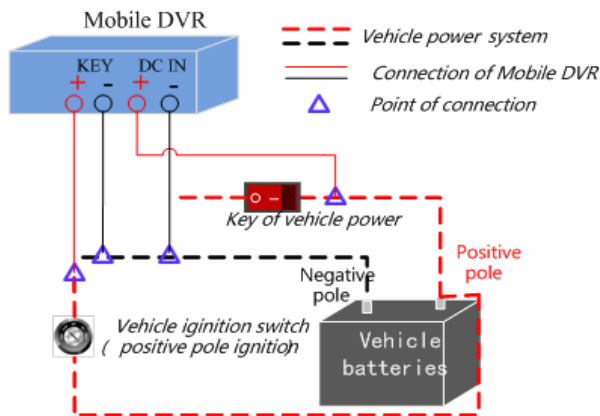 Mobile DVR
KEY DC IN
+ - + -
Vehicle power system
Connection of Mobile DVR
Point of connection
Key of vehicle power
Positive
pole
Negative
pole
Vehicle iginition switch
( positive pole ignition)
Vehicle
batteries